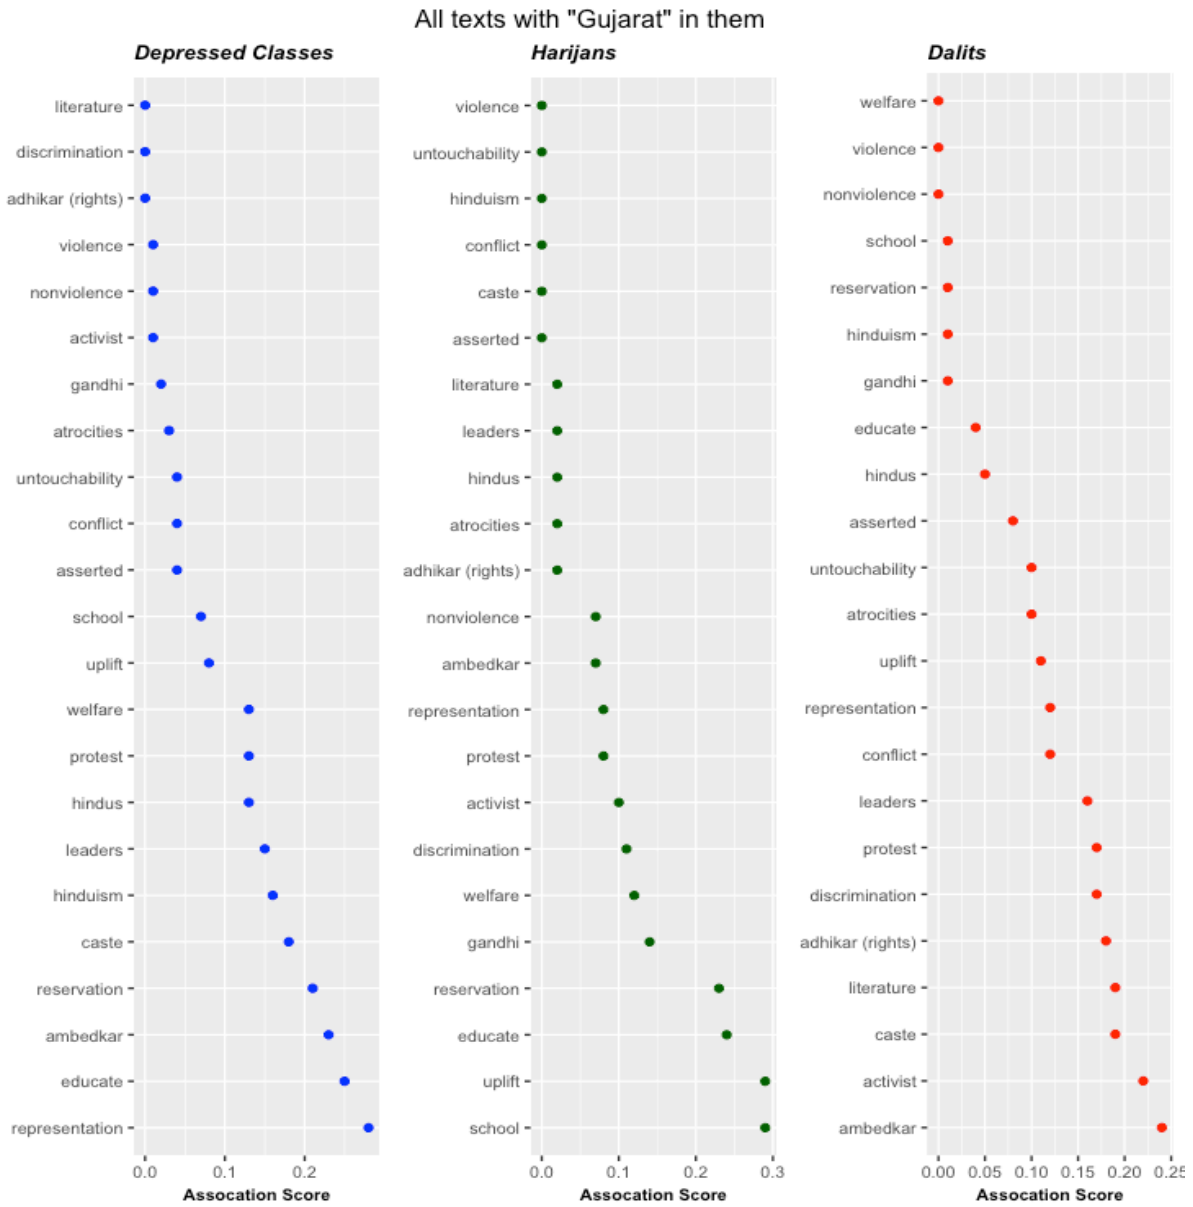 All texts with "Gujarat" in them
Depressed Classes
literature
discrimination
adhikar (rights)
violence
nonviolence
activist
gandhi
atrocities
untouchability
conflict
asserted
school
uplift
welfare
protest
hindus
leaders
hinduism
caste
reservation
ambedkar
educate
representation
0.0 0.1 0.2
Assocation Score
Harijans
violence
untouchability
hinduism
conflict
caste
asserted
literature
leaders
hindus
atrocities
adhikar (rights)
nonviolence
ambedkar
representation
protest
activist
discrimination
welfare
gandhi
reservation
educate
uplift
school
0.0 0.1 0.2 0.3
Assocation Score
Dalits
welfare
violence
nonviolence
school
reservation
hinduism
gandhi
educate
hindus
asserted
untouchability
atrocities
uplift
representation
conflict
leaders
protest
discrimination
adhikar (rights)
literature
caste
activist
ambedkar
0.00 0.05 0.10 0.15 0.20 0.25
Assocation Score